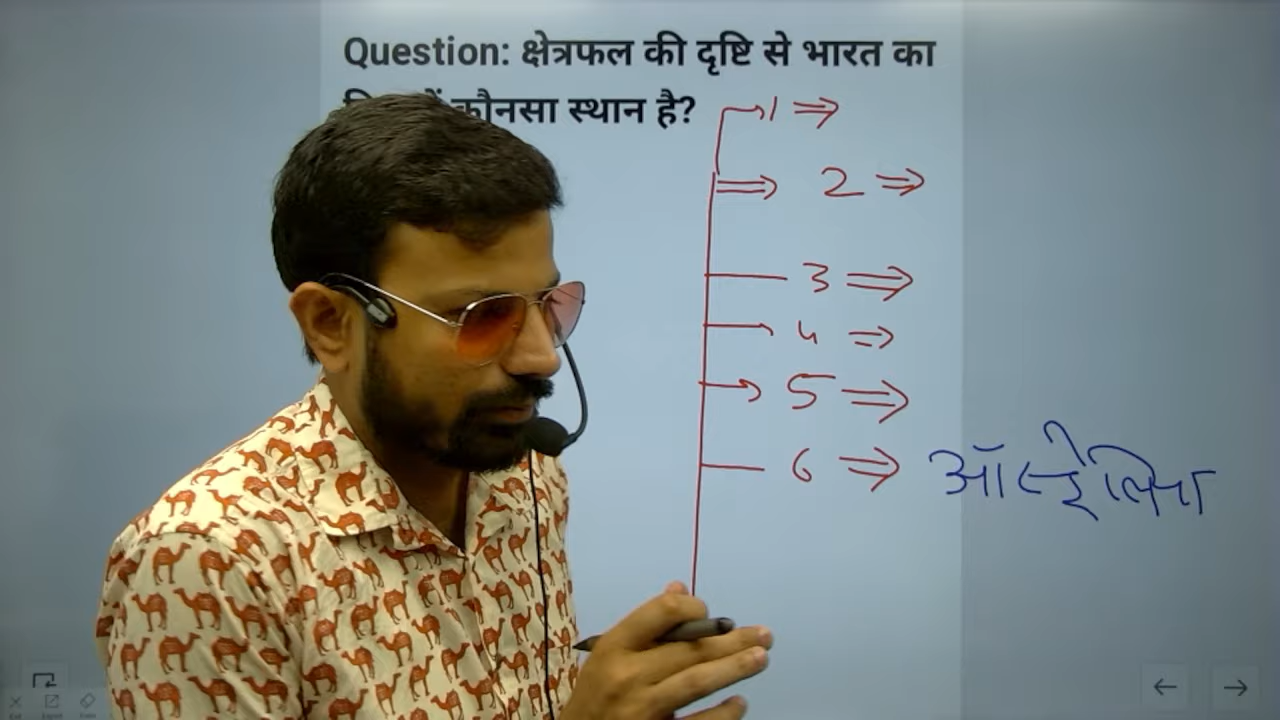 Question: क्षेत्रफल की दृष्टि से भारत का
कौनसा स्थान है?
1 ⇒
2 ⇒
3 ⇒
4 ⇒
5 ⇒
6 ⇒ ऑस्ट्रेलिया